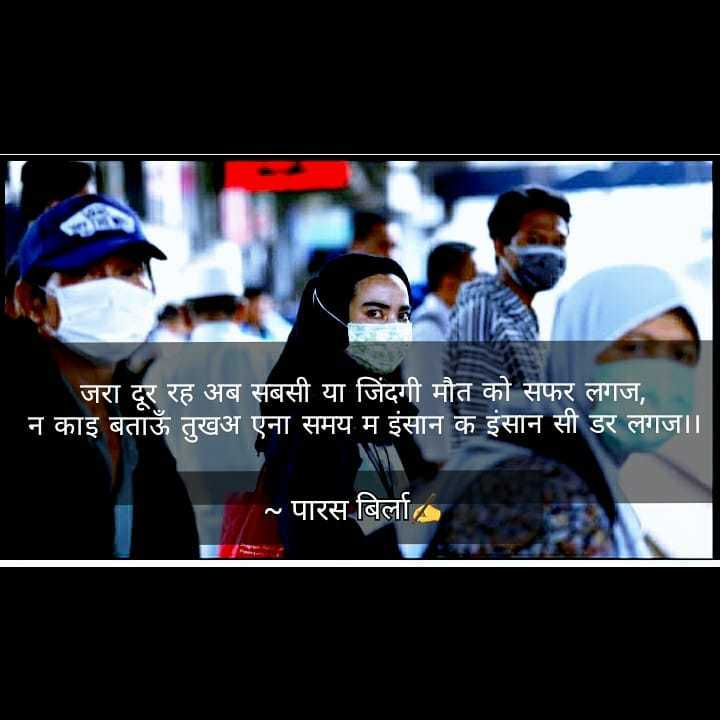 जरा दूर रह अब सबसी या जिंदगी मौत को सफर लगज,
न काइ बताऊँ तुखअ एना समय म इंसान क इंसान सी डर लगज।।
~ पारस बिर्ला✍️